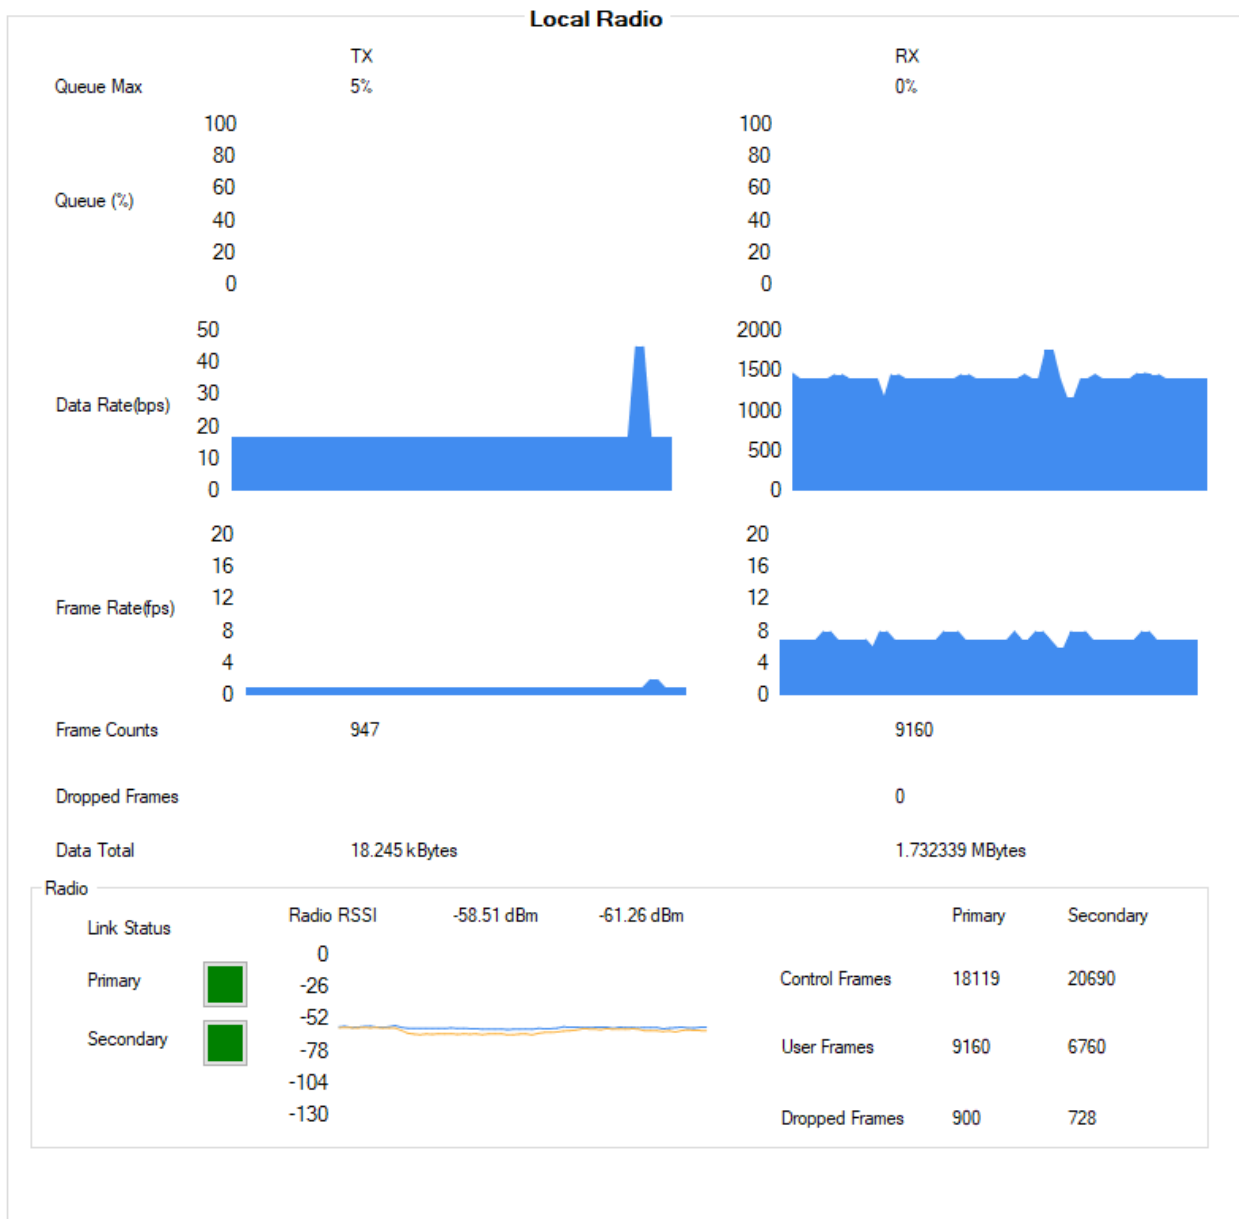 Local Radio
TX RX
Queue Max 5% 0%
100 100
80 80
60 60
Queue (%)
40 40
20 20
0 0
50 2000
40 1500
30
Data Rate(bps)
20 1000
10 500
0 0
20 20
16 16
12 12
Frame Rate(fps)
8 8
4 4
0 0
Frame Counts 947 9160
Dropped Frames 0
Data Total 18.245 kBytes 1.732339 MBytes
Radio
Link Status Radio RSSI -58.51 dBm -61.26 dBm Primary Secondary
0
Primary -26 Control Frames 18119 20690
-52
Secondary -78 User Frames 9160 6760
-104
-130 Dropped Frames 900 728